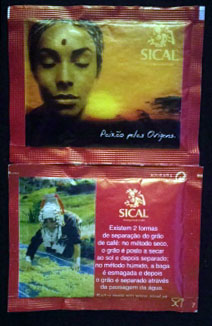 SICAL
Paixão pelas Origens.
SICAL
Existem 2 formas
de separação do grão
de café: no método seco,
o grão é posto a secar
ao sol e depois separado;
no método húmido, a baga
é esmagada e depois
o grão é separado através
da passagem da água.